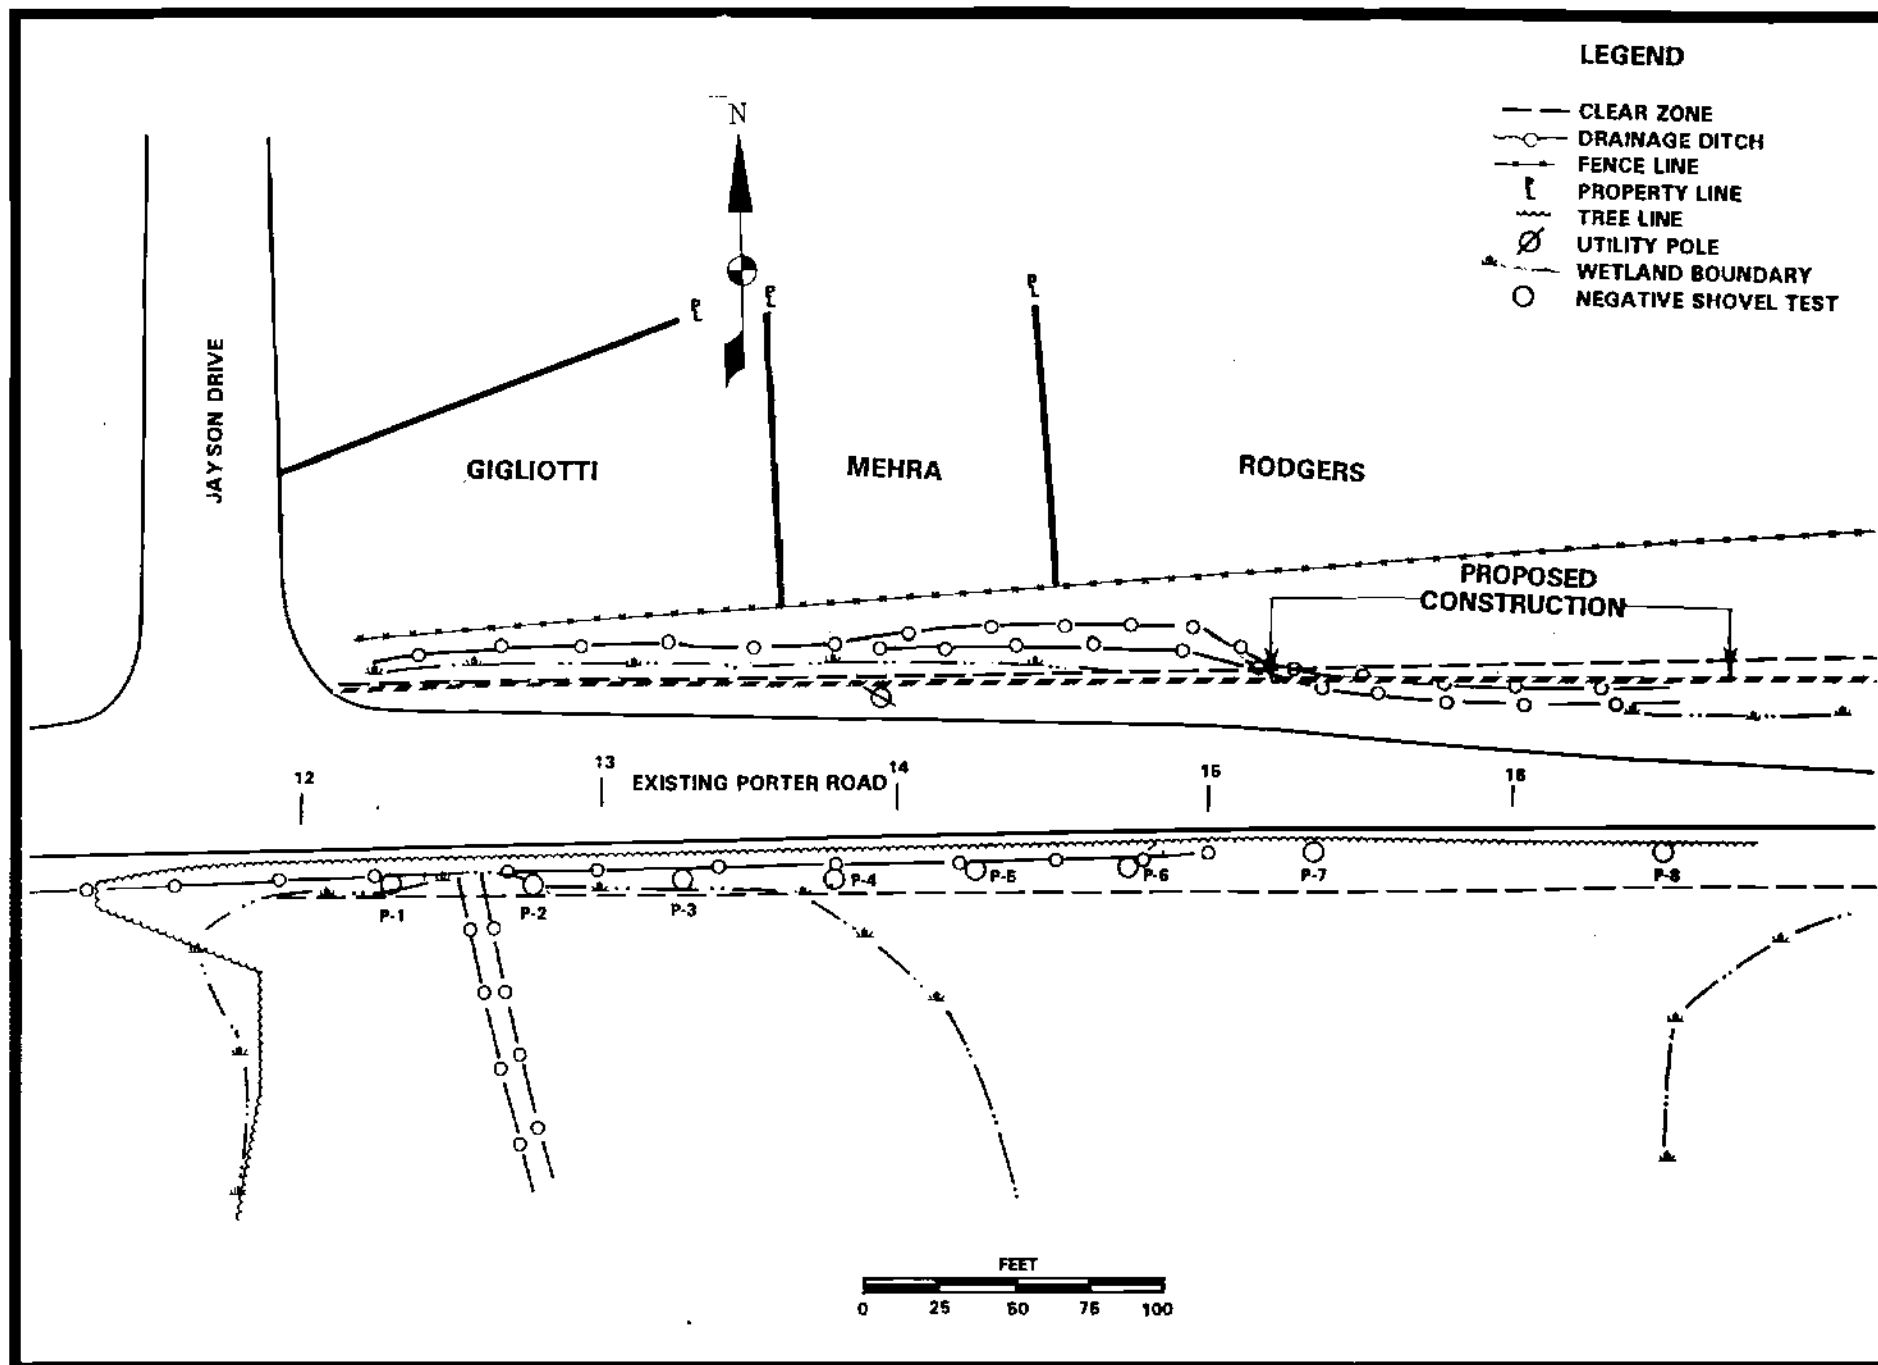 LEGEND
CLEAR ZONE
DRAINAGE DITCH
FENCE LINE
PROPERTY LINE
TREE LINE
UTILITY POLE
WETLAND BOUNDARY
NEGATIVE SHOVEL TEST
N
JAYSON DRIVE
GIGLIOTTI
MEHRA
RODGERS
PROPOSED
CONSTRUCTION
12
13
EXISTING PORTER ROAD
14
15
16
P-1
P-2
P-3
P-4
P-5
P-6
P-7
P-8
FEET
0 25 50 75 100